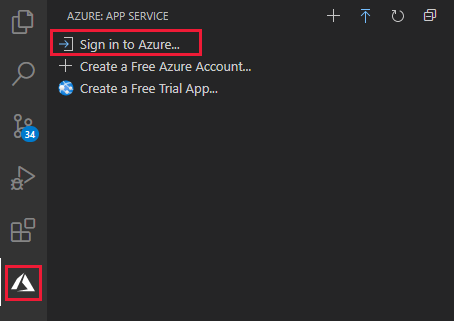 AZURE: APP SERVICE
Sign in to Azure...
Create a Free Azure Account...
Create a Free Trial App...
34